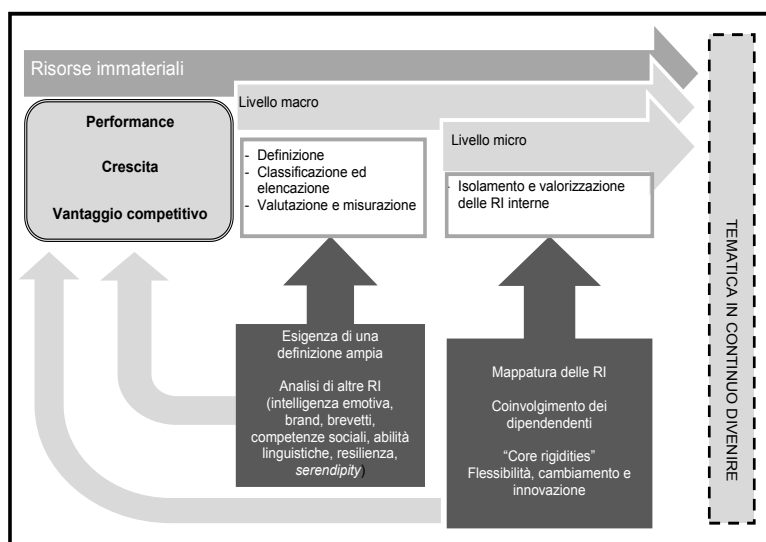 Risorse immateriali
Livello macro
Livello micro
Performance
Crescita
Vantaggio competitivo
- Definizione
- Classificazione ed
elencazione
- Valutazione e misurazione
- Isolamento e valorizzazione
delle RI interne
Esigenza di una
definizione ampia
Analisi di altre RI
(intelligenza emotiva,
brand, brevetti,
competenze sociali, abilità
linguistiche, resilienza,
serendipity)
Mappatura delle RI
Coinvolgimento dei
dipendenti
“Core rigidities”
Flessibilità, cambiamento e
innovazione
TEMATICA IN CONTINUO DIVENIRE